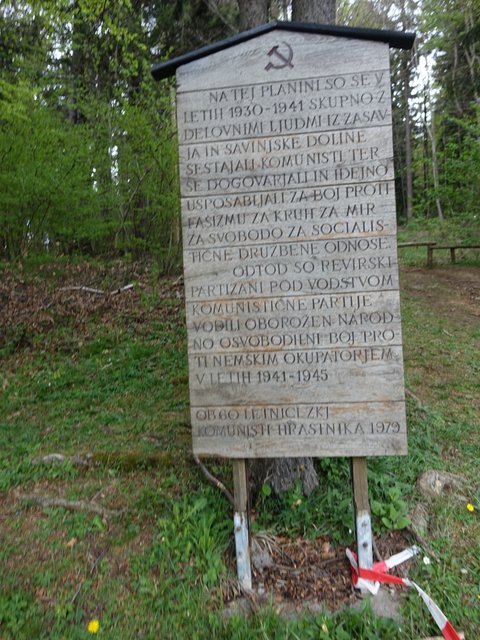 NA TEJ PLANINI SO SE V
LETIH 1930-1941 SKUPNO Z
DELOVNIMI LJUDMI IZ ZASAV-
JA IN SAVINJSKE DOLINE
SESTAJALI KOMUNISTI TER
SE DOGOVARJALI IN IDEJNO
USPOSABLJALI ZA BOJ PROTI
FAŠIZMU ZA KRUH ZA MIR
ZA SVOBODO ZA SOCIALIS-
TIČNE DRUŽBENE ODNOSE.
ODTOD SO REVIRSKI
PARTIZANI POD VODSTVOM
KOMUNISTIČNE PARTIJE
VODILI OBOROŽEN NAROD-
NO OSVOBODILNI BOJ PRO-
TI NEMŠKIM OKUPATORJEM
V LETIH 1941-1945
OB 60 LETNICI ZKJ
KOMUNISTI HRASTNIKA 1979